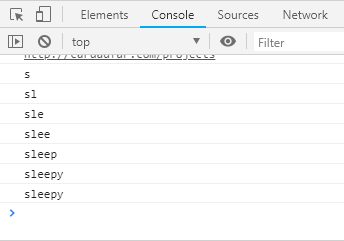 Elements Console Sources Network
top Filter
s
sl
sle
slee
sleep
sleepy
sleepy